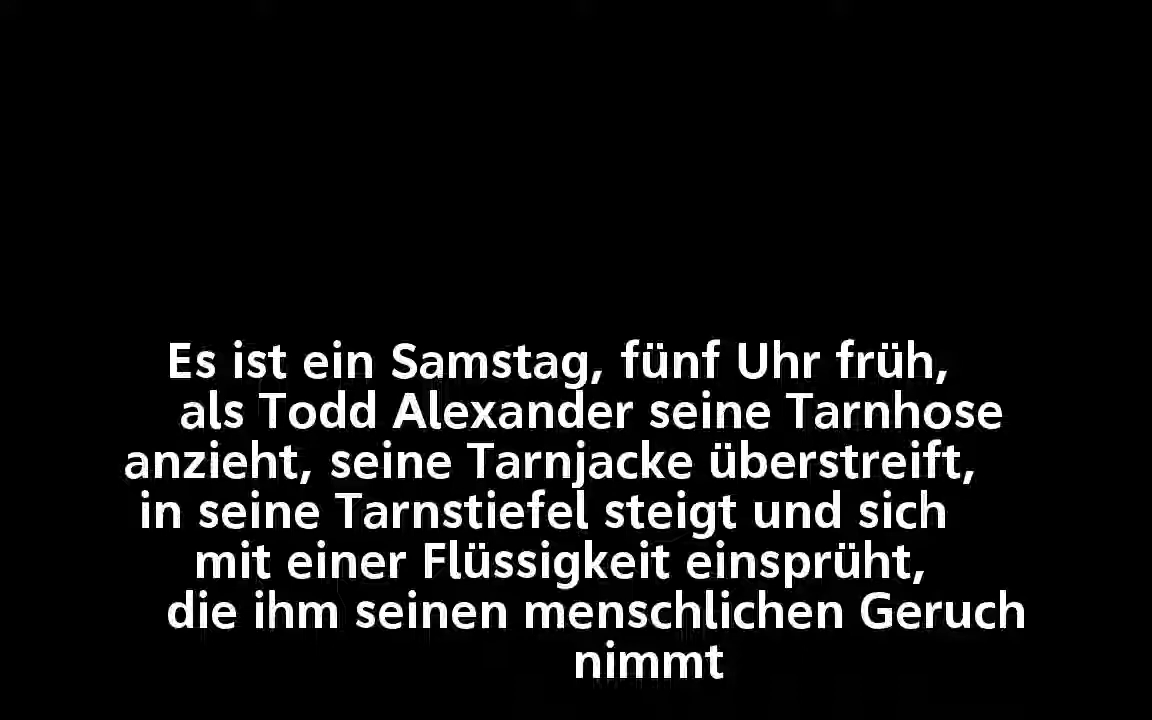 Es ist ein Samstag, fünf Uhr früh,
als Todd Alexander seine Tarnhose
anzieht, seine Tarnjacke überstreift,
in seine Tarnstiefel steigt und sich
mit einer Flüssigkeit einsprüht,
die ihm seinen menschlichen Geruch
nimmt